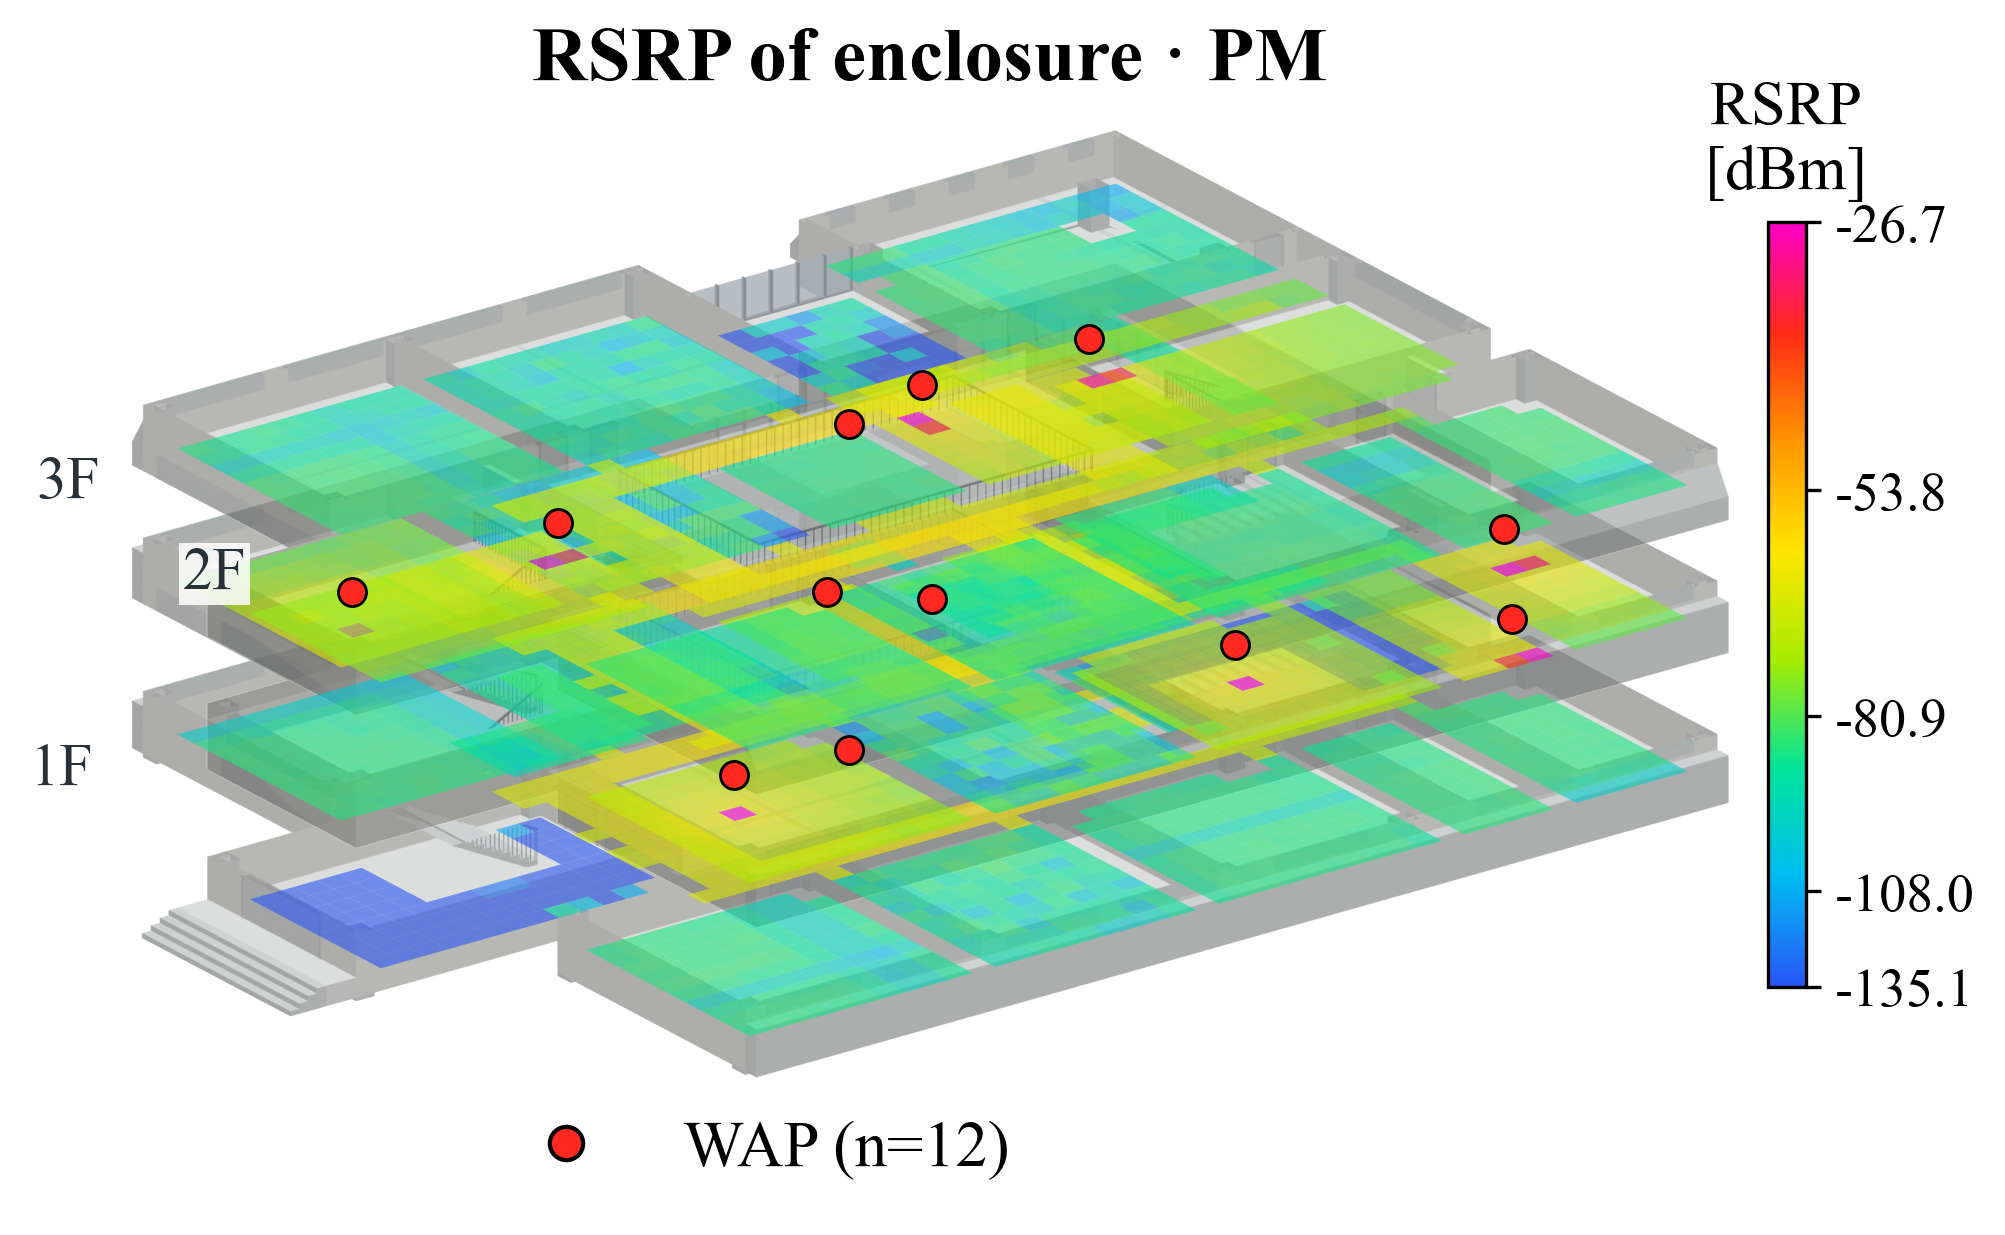 RSRP of enclosure · PM
RSRP
[dBm]
-26.7
-53.8
-80.9
-108.0
-135.1
3F
2F
1F
WAP (n=12)